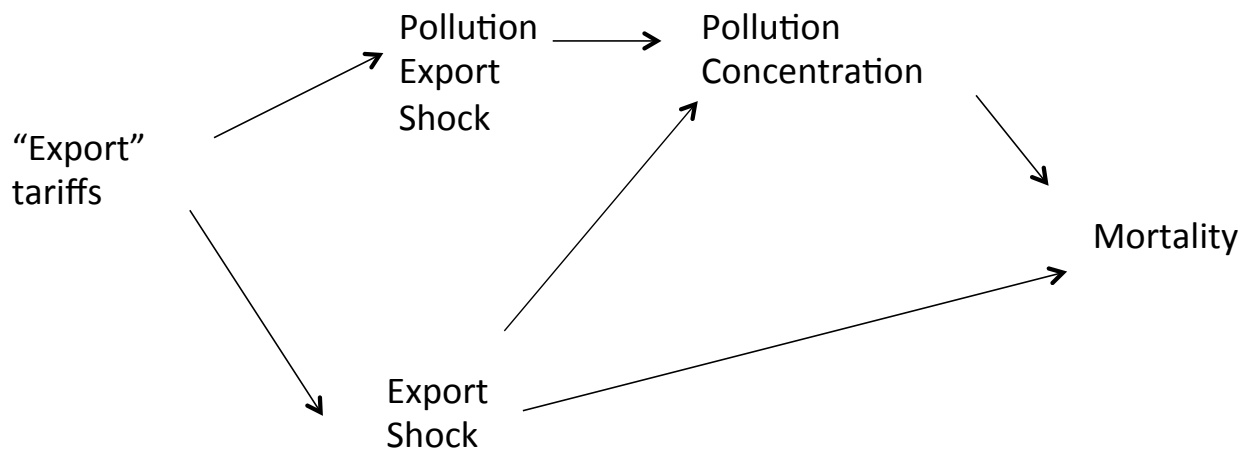 Pollution
Export
Shock
Pollution
Concentration
“Export”
tariffs
Mortality
Export
Shock